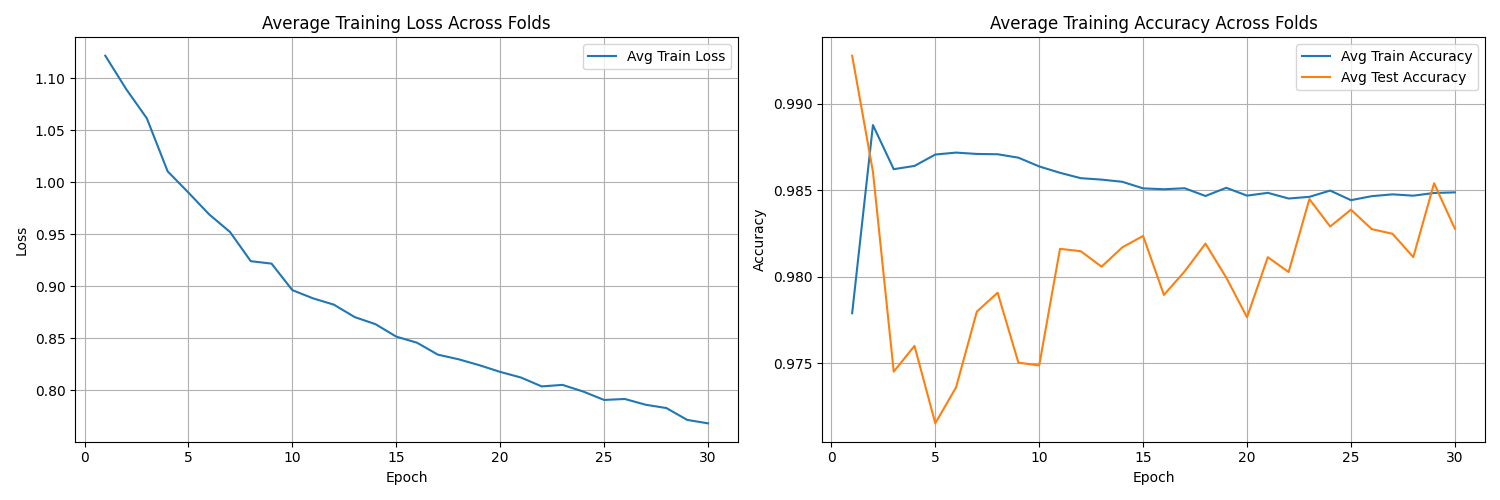 Average Training Loss Across Folds
Avg Train Loss
1.10
1.05
1.00
0.95
0.90
0.85
0.80
Loss
0 5 10 15 20 25 30
Epoch
Average Training Accuracy Across Folds
Avg Train Accuracy
Avg Test Accuracy
0.990
0.985
0.980
0.975
Accuracy
0 5 10 15 20 25 30
Epoch